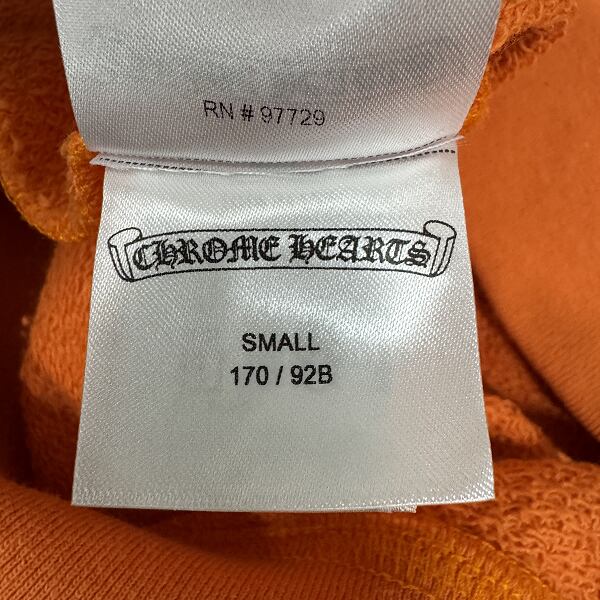 RN # 97729
CHROME HEARTS
SMALL
170 / 92B